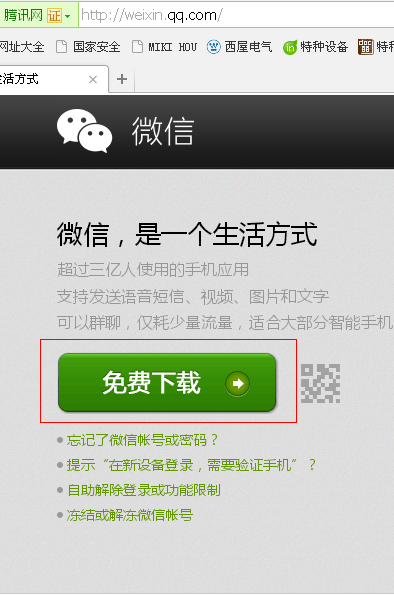 腾讯网 证 http://weixin.qq.com/
网址大全 国家安全 MIKI HOU 西屋电气 特种设备 特种
生活方式
微信
微信，是一个生活方式
超过三亿人使用的手机应用
支持发送语音短信、视频、图片和文字
可以群聊，仅耗少量流量，适合大部分智能手机
免费下载
忘记了微信帐号或密码？
提示“在新设备登录，需要验证手机”？
自助解除登录或功能限制
冻结或解冻微信帐号